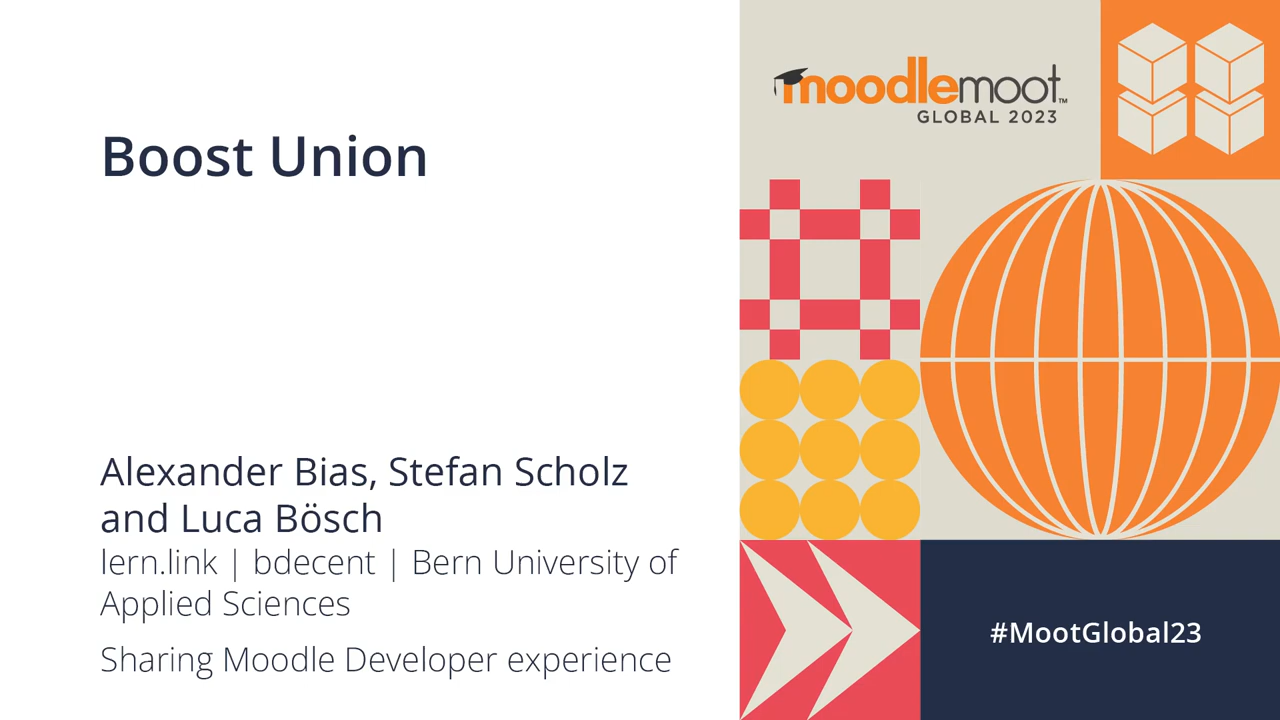 Boost Union
Alexander Bias, Stefan Scholz
and Luca Bösch
lern.link | bdecent | Bern University of
Applied Sciences
Sharing Moodle Developer experience
moodlemoot™
GLOBAL 2023
#MootGlobal23